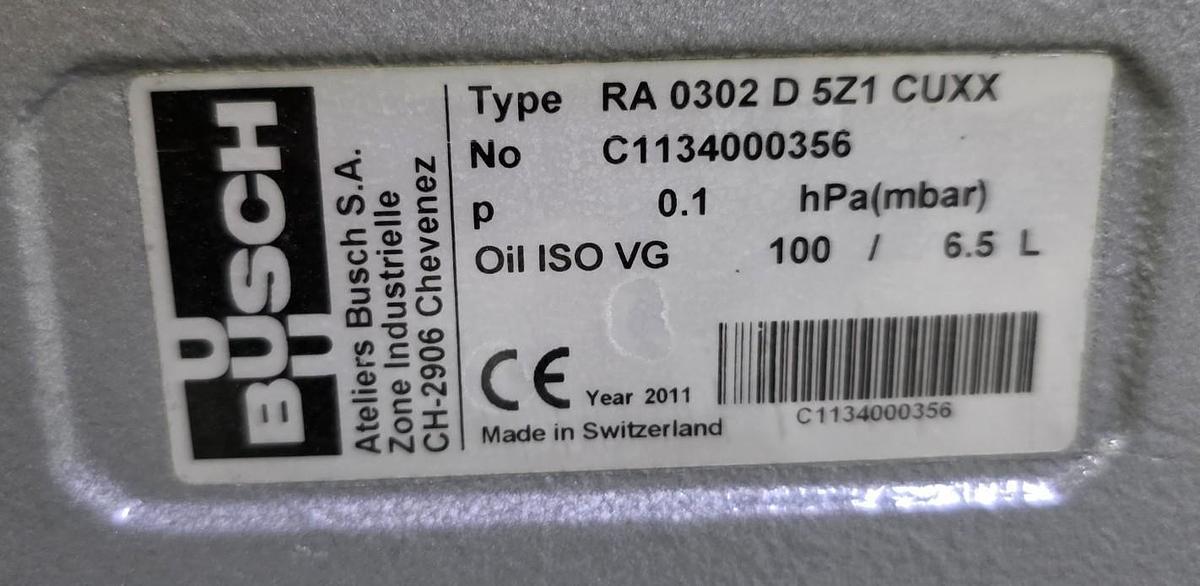 BUSCH
Ateliers Busch S.A.
Zone Industrielle
CH-2906 Chevenez
Type RA 0302 D 5Z1 CUXX
No C1134000356
p 0.1 hPa(mbar)
Oil ISO VG 100 / 6.5 L
CE Year 2011
Made in Switzerland
C1134000356